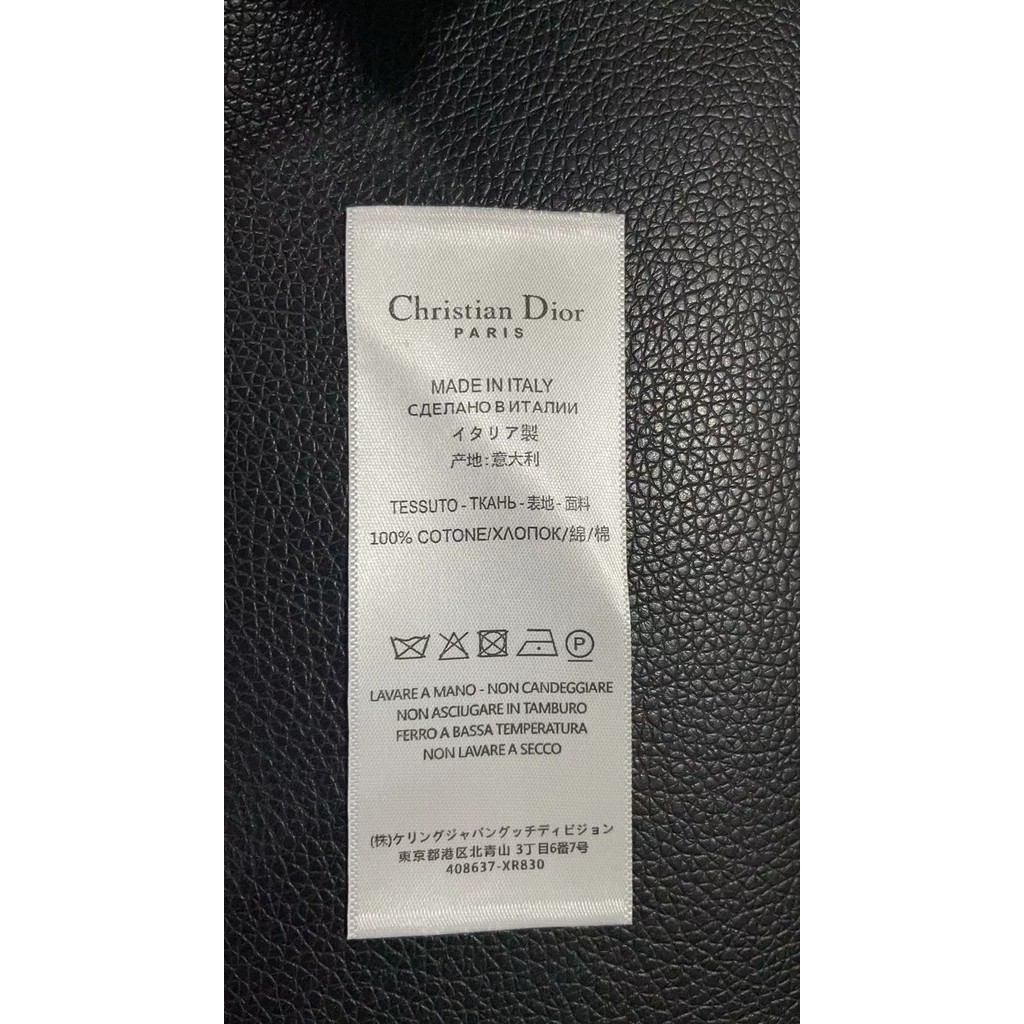 Christian Dior
PARIS
MADE IN ITALY
СДЕЛАНО В ИТАЛИИ
イタリア製
产地:意大利
TESSUTO - ТКАНЬ - 表地 - 面料
100% COTONE/ХЛОПОК/綿/棉
P
LAVARE A MANO - NON CANDEGGIARE
NON ASCIUGARE IN TAMBURO
FERRO A BASSA TEMPERATURA
NON LAVARE A SECCO
(株)ケリングジャパングッチディビジョン
東京都港区北青山 3丁目6番7号
408637-XR830